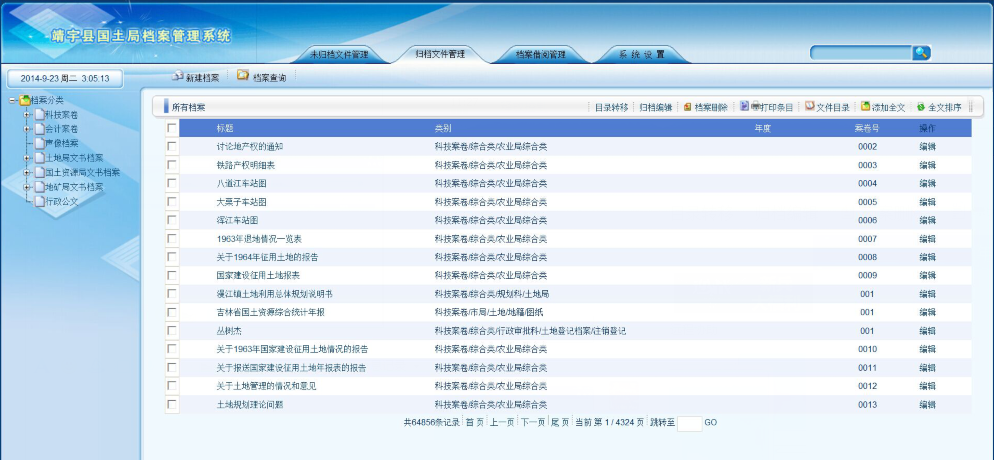 靖宇县国土局档案管理系统
未归档文件管理 归档文件管理 档案借阅管理 系 统 设 置
2014-9-23 周二 3:05:13 新建档案 档案查询
档案分类
科技案卷
会计案卷
声像档案
土地局文书档案
国土资源局文书档案
地矿局文书档案
行政公文
所有档案 目录转移 归档编辑 档案删除 打印条目 文件目录 添加全文 全文排序
标题 类别 年度 案卷号 操作
讨论地产权的通知 科技案卷/综合类/农业局综合类 0002 编辑
铁路产权明细表 科技案卷/综合类/农业局综合类 0003 编辑
八道江车站图 科技案卷/综合类/农业局综合类 0004 编辑
大栗子车站图 科技案卷/综合类/农业局综合类 0005 编辑
浑江车站图 科技案卷/综合类/农业局综合类 0006 编辑
1963年退地情况一览表 科技案卷/综合类/农业局综合类 0007 编辑
关于1964年征用土地的报告 科技案卷/综合类/农业局综合类 0008 编辑
国家建设征用土地报表 科技案卷/综合类/农业局综合类 0009 编辑
漫江镇土地利用总体规划说明书 科技案卷/综合类/规划科/土地局 001 编辑
吉林省国土资源综合统计年报 科技案卷/市局/土地/地籍/图纸 001 编辑
丛树杰 科技案卷/综合类/行政审批科/土地登记档案/注销登记 001 编辑
关于1963年国家建设征用土地情况的报告 科技案卷/综合类/农业局综合类 0010 编辑
关于报送国家建设征用土地年报表的报告 科技案卷/综合类/农业局综合类 0011 编辑
关于土地管理的情况和意见 科技案卷/综合类/农业局综合类 0012 编辑
土地规划理论问题 科技案卷/综合类/农业局综合类 0013 编辑
共64856条记录 首 页 上一页 下一页 尾 页 当前 第 1 / 4324 页 跳转至 GO